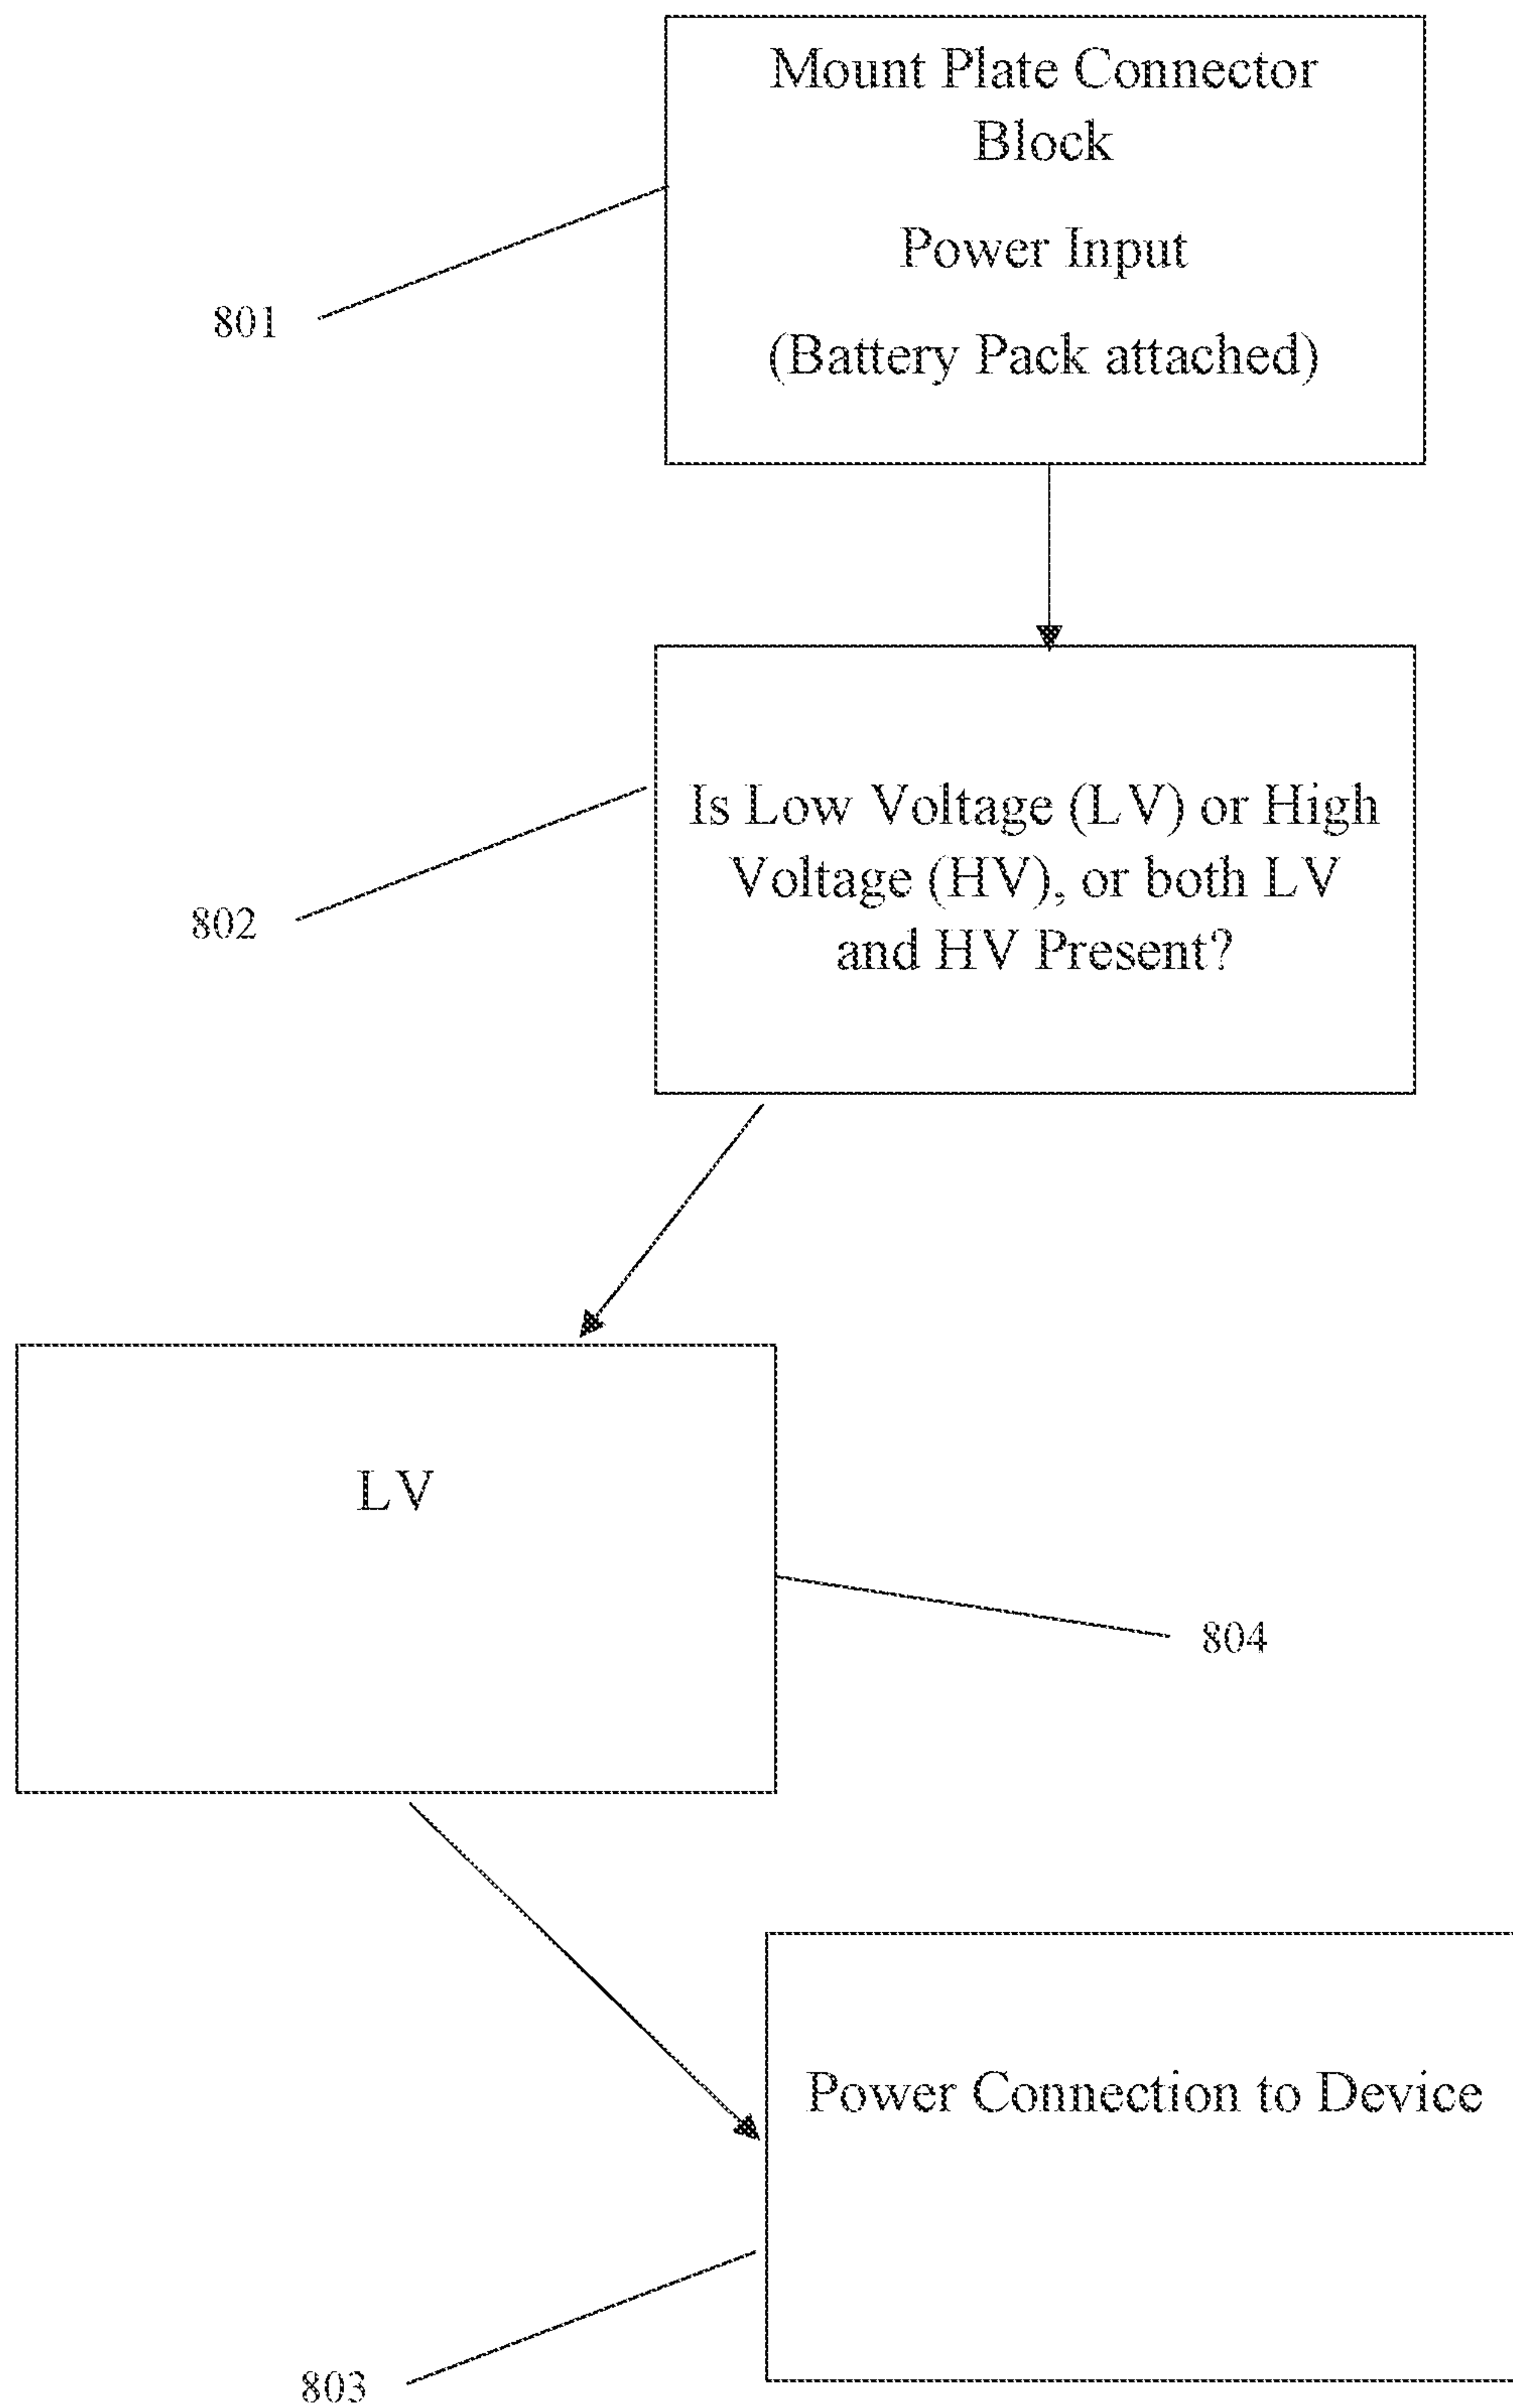 Mount Plate Connector
Block
Power Input
(Battery Pack attached)
801
Is Low Voltage (LV) or High
Voltage (HV), or both LV
and HV Present?
802
LV
804
Power Connection to Device
803